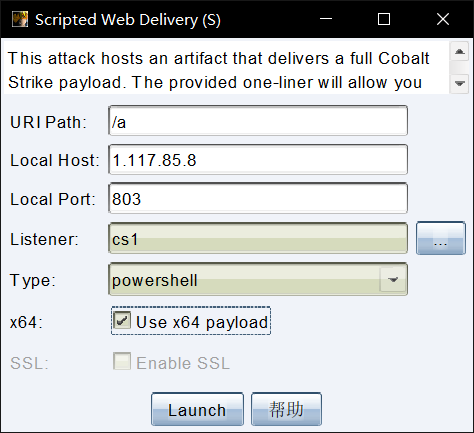 Scripted Web Delivery (S)
This attack hosts an artifact that delivers a full Cobalt
Strike payload. The provided one-liner will allow you
URI Path: /a
Local Host: 1.117.85.8
Local Port: 803
Listener: cs1 ...
Type: powershell
x64: Use x64 payload
SSL: Enable SSL
Launch 帮助